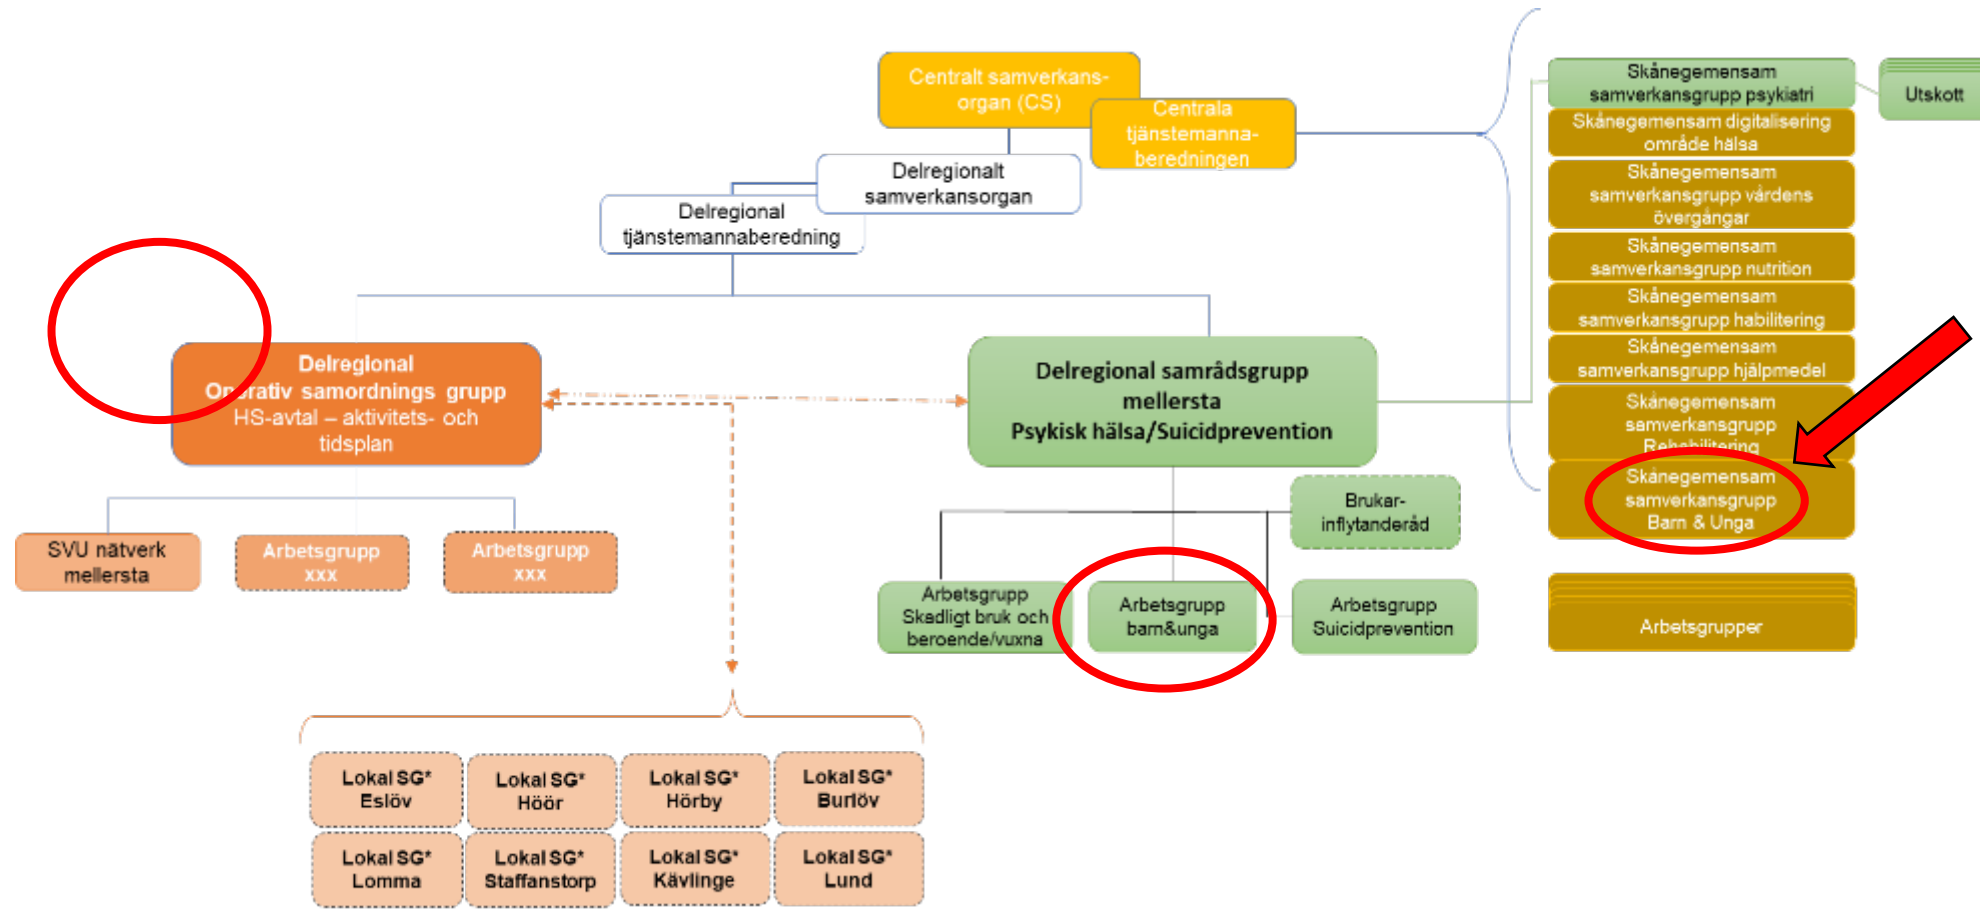 Centralt samverkans-
organ (CS)
Centrala
tjänstemanna-
beredningen
Delregionalt
samverkansorgan
Delregional
tjänstemannaberedning
Skånegemensam
samverkansgrupp psykiatri
Utskott
Skånegemensam digitalisering
område hälsa
Skånegemensam
samverkansgrupp vårdens
övergångar
Skånegemensam
samverkansgrupp nutrition
Skånegemensam
samverkansgrupp habilitering
Skånegemensam
samverkansgrupp hjälpmedel
Skånegemensam
samverkansgrupp
Rehabilitering
Skånegemensam
samverkansgrupp
Barn & Unga
Arbetsgrupper
Delregional
Operativ samordnings grupp
HS-avtal – aktivitets- och
tidsplan
Delregional samrådsgrupp
mellersta
Psykisk hälsa/Suicidprevention
SVU nätverk
mellersta
Arbetsgrupp
xxx
Arbetsgrupp
xxx
Brukar-
inflytanderåd
Arbetsgrupp
Skadligt bruk och
beroende/vuxna
Arbetsgrupp
barn&unga
Arbetsgrupp
Suicidprevention
Lokal SG*
Eslöv
Lokal SG*
Höör
Lokal SG*
Hörby
Lokal SG*
Burlöv
Lokal SG*
Lomma
Lokal SG*
Staffanstorp
Lokal SG*
Kävlinge
Lokal SG*
Lund